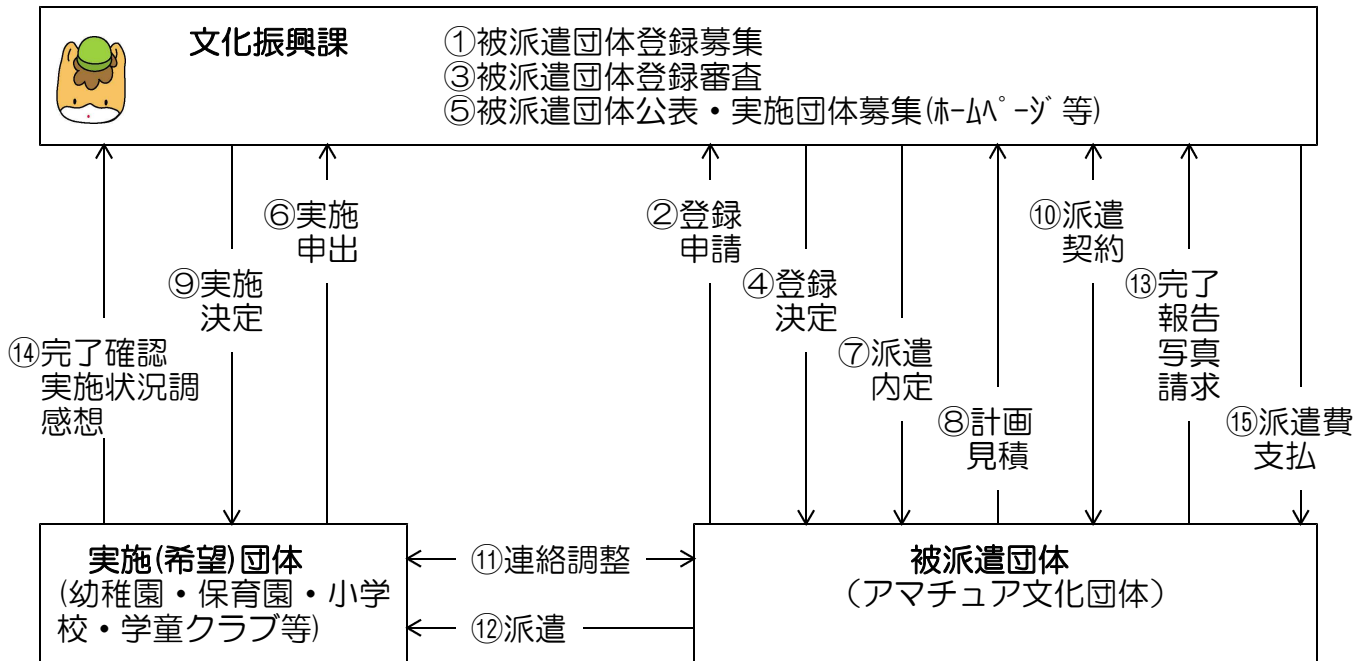 文化振興課
①被派遣団体登録募集
③被派遣団体登録審査
⑤被派遣団体公表・実施団体募集(ﾎｰﾑﾍﾟｰｼﾞ等)
⑥実施
申出
②登録
申請
⑩派遣
契約
⑨実施
決定
④登録
決定
⑬完了
報告
写真
請求
⑭完了確認
実施状況調
感想
⑦派遣
内定
⑧計画
見積
⑮派遣費
支払
実施(希望)団体
(幼稚園・保育園・小学
校・学童クラブ等)
⑪連絡調整
⑫派遣
被派遣団体
（アマチュア文化団体）